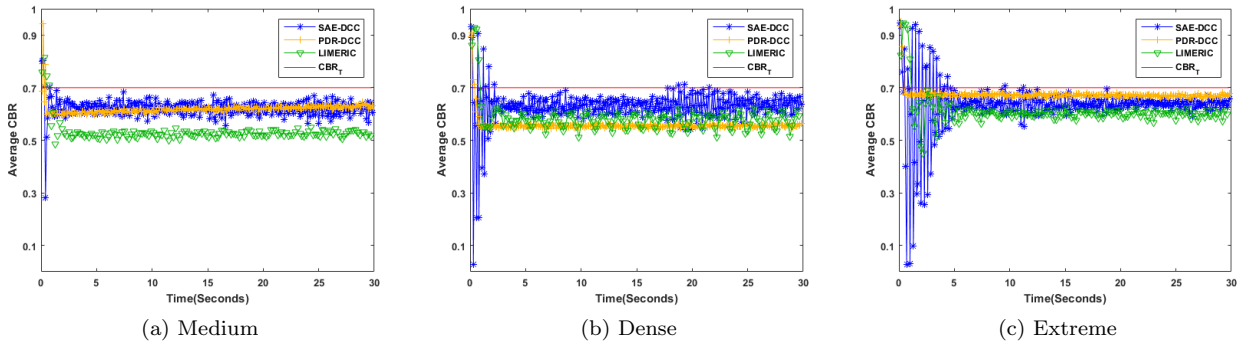 1
0.9
0.7
0.5
0.3
0.1
Average CBR
SAE-DCC
PDR-DCC
LIMERIC
CBR_T
0
5
10
15
20
25
30
Time(Seconds)
(a) Medium
1
0.9
0.7
0.5
0.3
0.1
Average CBR
SAE-DCC
PDR-DCC
LIMERIC
CBR_T
0
5
10
15
20
25
30
Time(Seconds)
(b) Dense
1
0.9
0.7
0.5
0.3
0.1
Average CBR
SAE-DCC
PDR-DCC
LIMERIC
CBR_T
0
5
10
15
20
25
30
Time(Seconds)
(c) Extreme